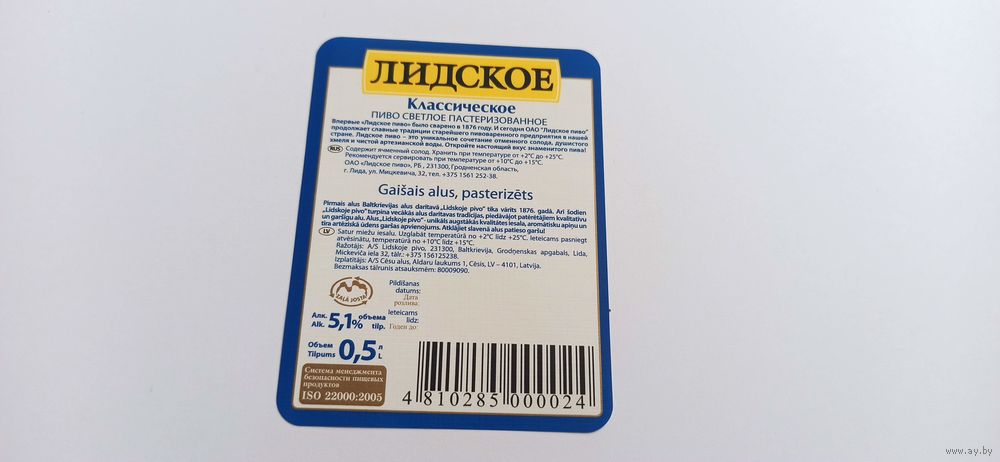 ЛИДСКОЕ
Классическое
ПИВО СВЕТЛОЕ ПАСТЕРИЗОВАННОЕ
Впервые «Лидское пиво» было сварено в 1876 году. И сегодня ОАО "Лидское пиво"
продолжает славные традиции старейшего пивоваренного предприятия в нашей
стране. Лидское пиво – это уникальное сочетание отменного солода, душистого
хмеля и чистой артезианской воды. Откройте настоящий вкус знаменитого пива!
RUS Содержит ячменный солод. Хранить при температуре от +2°С до +25°С.
Рекомендуется сервировать при температуре от +10°С до +15°С.
ОАО «Лидское пиво», РБ , 231300, Гродненская область,
г. Лида, ул. Мицкевича, 32, тел. +375 1561 252-38.
Gaišais alus, pasterizēts
Pirmais alus Baltkrievijas alus darītavā „Lidskoje pivo" tika vārīts 1876. gadā. Arī šodien
„Lidskoje pivo" turpina vecākās alus darītavas tradīcijas, piedāvājot patērētājiem kvalitatīvu
un garšīgu alu. Alus „Lidskoje pivo"- unikāls augstākās kvalitātes iesala, aromātisku apiņu un
tīra artēziskā ūdens garšas apvienojums. Atklājiet slavenā alus patieso garšu!
LV Satur miežu iesalu. Uzglabāt temperatūrā no +2°C līdz +25°C. Ieteicams pasniegt
atvēsinātu, temperatūrā no +10°C līdz +15°C.
Ražotājs: A/S Lidskoje pivo, 231300, Baltkrievija, Grodņenskas apgabals, Lida,
Mickeviča iela 32, tālr.: +375 156125238.
Izplatītājs: A/S Cēsu alus, Aldaru laukums 1, Cēsis, LV – 4101, Latvija.
Bezmaksas tālrunis atsauksmēm: 80009090.
ZAĻĀ JOSTA
Pildīšanas
datums:
Дата
розлива:
Ieteicams
līdz:
Годен до:
Алк. 5,1% объема
Alk. tilp.
Объем 0,5 л
Tilpums L
Система менеджмента
безопасности пищевых
продуктов
ISO 22000:2005
4 810285 000024
www.ay.by